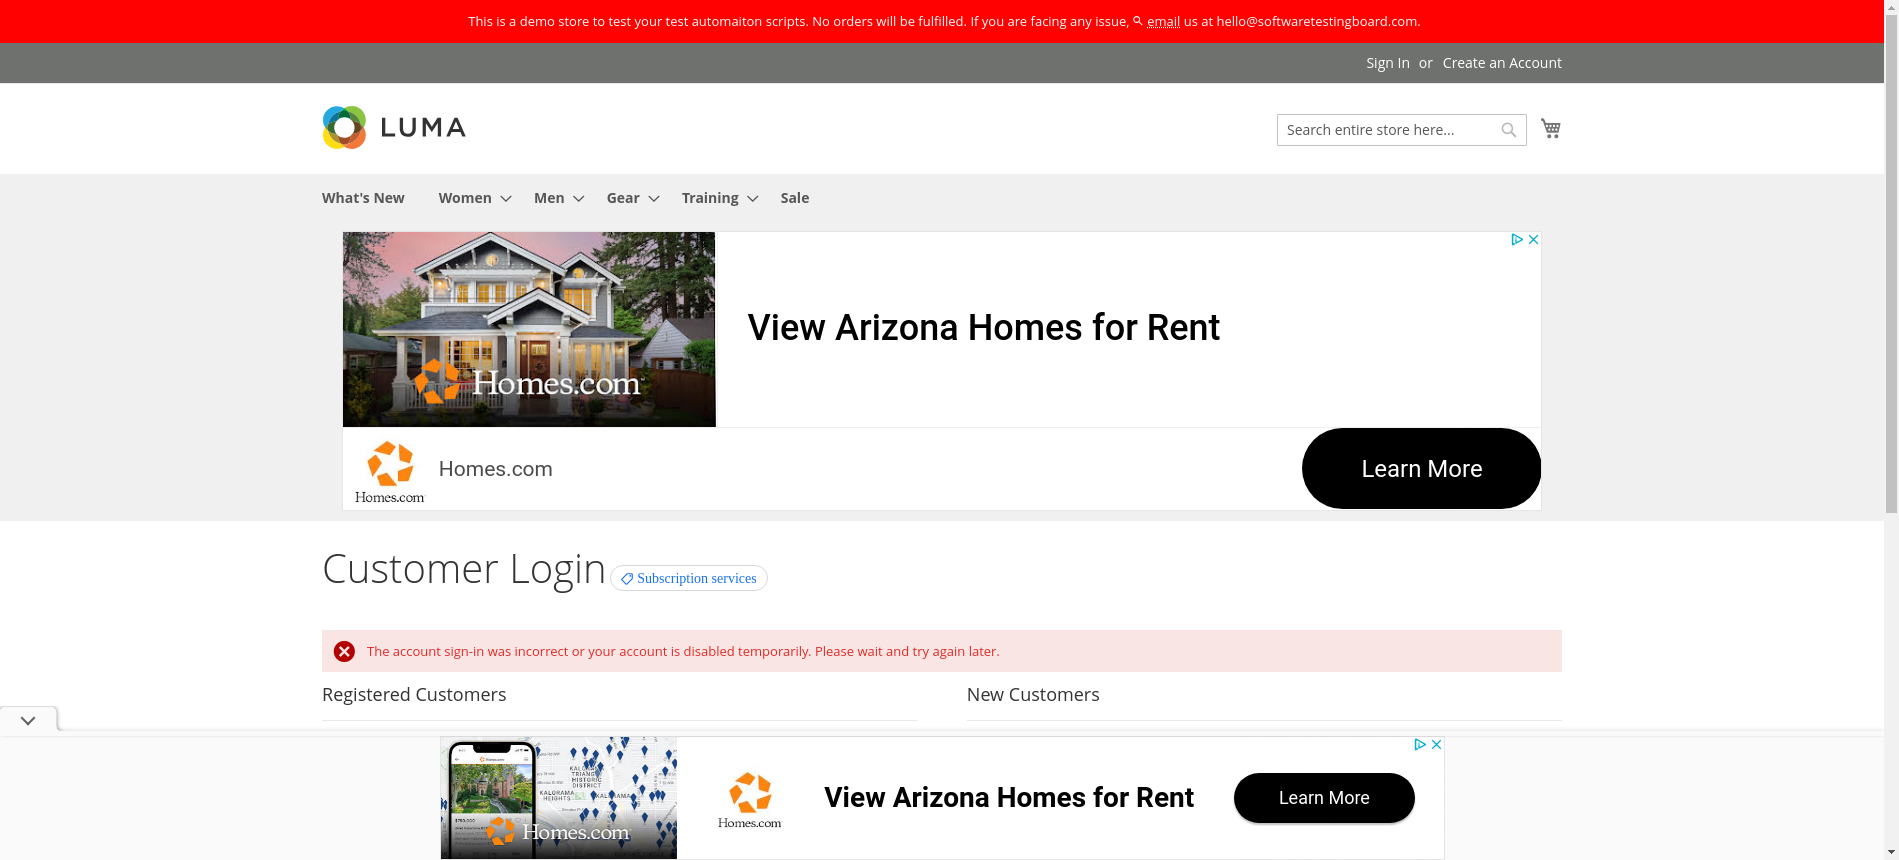 This is a demo store to test your test automaiton scripts. No orders will be fulfilled. If you are facing any issue, email us at hello@softwaretestingboard.com.
Sign In or Create an Account
LUMA
Search entire store here...
What's New Women Men Gear Training Sale
View Arizona Homes for Rent
Homes.com
Homes.com
Homes.com
Learn More
Customer Login
Subscription services
The account sign-in was incorrect or your account is disabled temporarily. Please wait and try again later.
Registered Customers
New Customers
KALORAMA
HEIGHTS
TRIANGLE
HISTORIC
DISTRICT
Homes.com
Homes.com
View Arizona Homes for Rent
Learn More